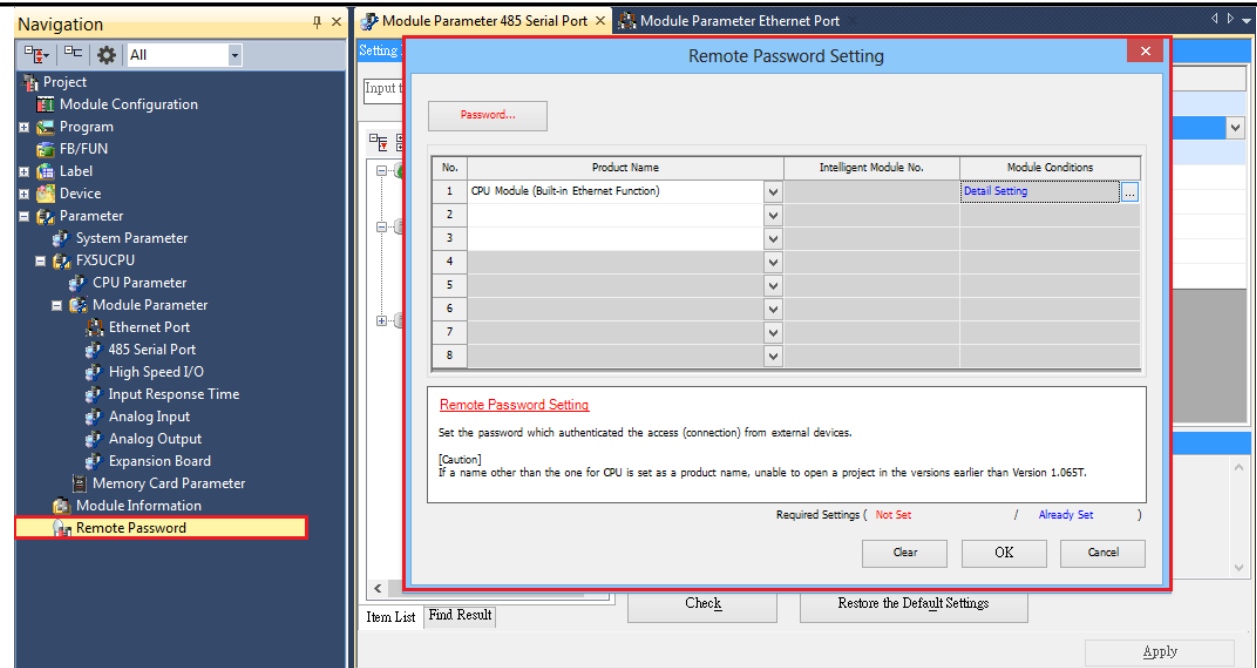 Navigation
All
Project
Module Configuration
Program
FB/FUN
Label
Device
Parameter
System Parameter
FX5UCPU
CPU Parameter
Module Parameter
Ethernet Port
485 Serial Port
High Speed I/O
Input Response Time
Analog Input
Analog Output
Expansion Board
Memory Card Parameter
Module Information
Remote Password
Module Parameter 485 Serial Port
Module Parameter Ethernet Port
Setting
Input t
Remote Password Setting
Password...
No. Product Name Intelligent Module No. Module Conditions
1 CPU Module (Built-in Ethernet Function) Detail Setting ...
2
3
4
5
6
7
8
Remote Password Setting
Set the password which authenticated the access (connection) from external devices.
[Caution]
If a name other than the one for CPU is set as a product name, unable to open a project in the versions earlier than Version 1.065T.
Required Settings ( Not Set / Already Set )
Clear OK Cancel
Item List Find Result
Check Restore the Default Settings
Apply